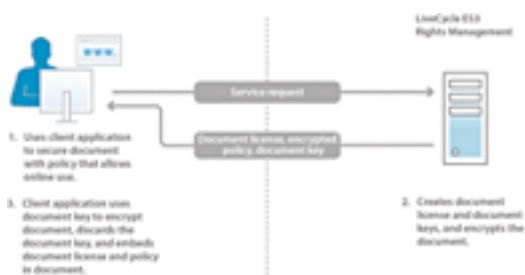 LiveCycle ES3
Rights Management
www.
Service request
Document license, encrypted
policy, document key
1. Uses client application
to secure document
with policy that allows
online use.
3. Client application uses
document key to encrypt
document, discards the
document key, and embeds
document license and policy
in document.
2. Creates document
license and document
keys, and encrypts the
document.